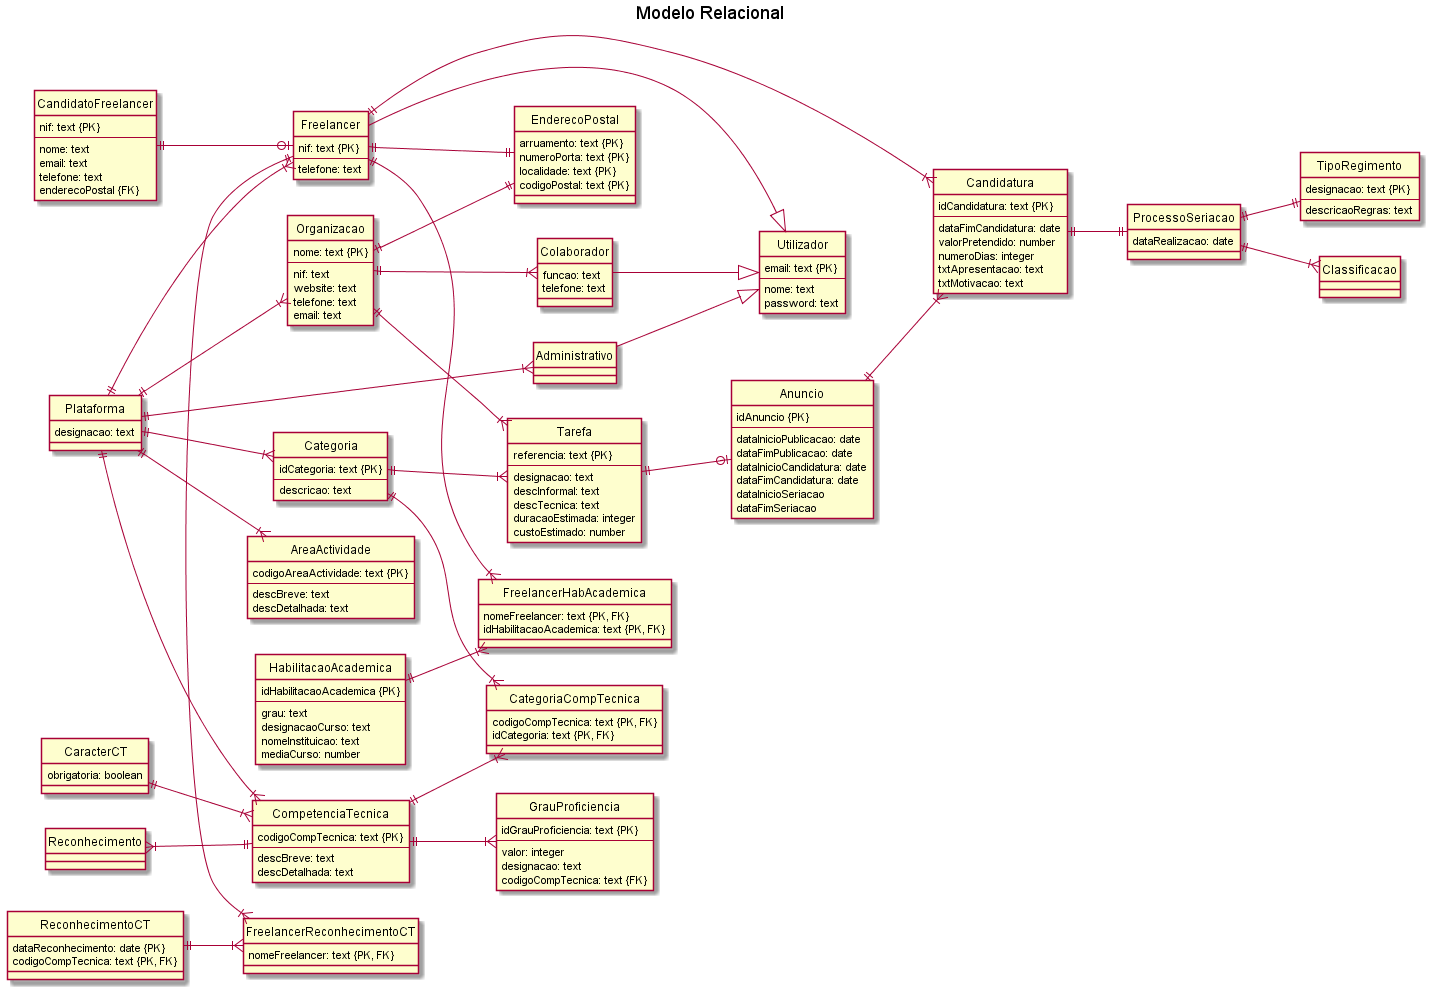 Modelo Relacional
CandidatoFreelancer
nif: text {PK}
nome: text
email: text
telefone: text
enderecoPostal {FK}
Freelancer
nif: text {PK}
telefone: text
EnderecoPostal
arruamento: text {PK}
numeroPorta: text {PK}
localidade: text {PK}
codigoPostal: text {PK}
Organizacao
nome: text {PK}
nif: text
website: text
telefone: text
email: text
Colaborador
funcao: text
telefone: text
Utilizador
email: text {PK}
nome: text
password: text
Candidatura
idCandidatura: text {PK}
dataFimCandidatura: date
valorPretendido: number
numeroDias: integer
txtApresentacao: text
txtMotivacao: text
ProcessoSeriacao
dataRealizacao: date
TipoRegimento
designacao: text {PK}
descricaoRegras: text
Classificacao
Administrativo
Plataforma
designacao: text
Categoria
idCategoria: text {PK}
descricao: text
Tarefa
referencia: text {PK}
designacao: text
descInformal: text
descTecnica: text
duracaoEstimada: integer
custoEstimado: number
Anuncio
idAnuncio {PK}
dataInicioPublicacao: date
dataFimPublicacao: date
dataInicioCandidatura: date
dataFimCandidatura: date
dataInicioSeriacao
dataFimSeriacao
AreaActividade
codigoAreaActividade: text {PK}
descBreve: text
descDetalhada: text
FreelancerHabAcademica
nomeFreelancer: text {PK, FK}
idHabilitacaoAcademica: text {PK, FK}
HabilitacaoAcademica
idHabilitacaoAcademica {PK}
grau: text
designacaoCurso: text
nomeInstituicao: text
mediaCurso: number
CategoriaCompTecnica
codigoCompTecnica: text {PK, FK}
idCategoria: text {PK, FK}
CaracterCT
obrigatoria: boolean
Reconhecimento
CompetenciaTecnica
codigoCompTecnica: text {PK}
descBreve: text
descDetalhada: text
GrauProficiencia
idGrauProficiencia: text {PK}
valor: integer
designacao: text
codigoCompTecnica: text {FK}
ReconhecimentoCT
dataReconhecimento: date {PK}
codigoCompTecnica: text {PK, FK}
FreelancerReconhecimentoCT
nomeFreelancer: text {PK, FK}